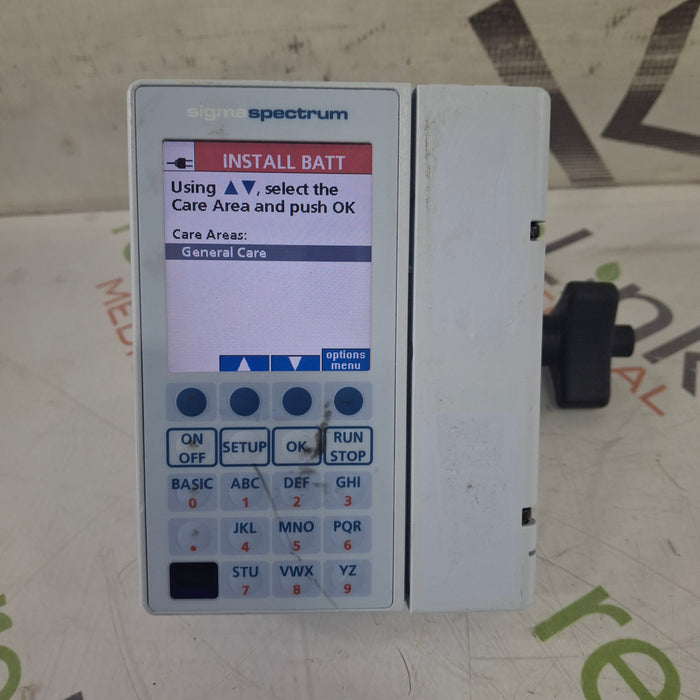 sigmaspectrum
INSTALL BATT
Using ▲▼, select the
Care Area and push OK
Care Areas:
General Care
options
menu
ON
OFF
SETUP
OK
RUN
STOP
BASIC
0
ABC
1
DEF
2
GHI
3
.
JKL
4
MNO
5
PQR
6
STU
7
VWX
8
YZ
9